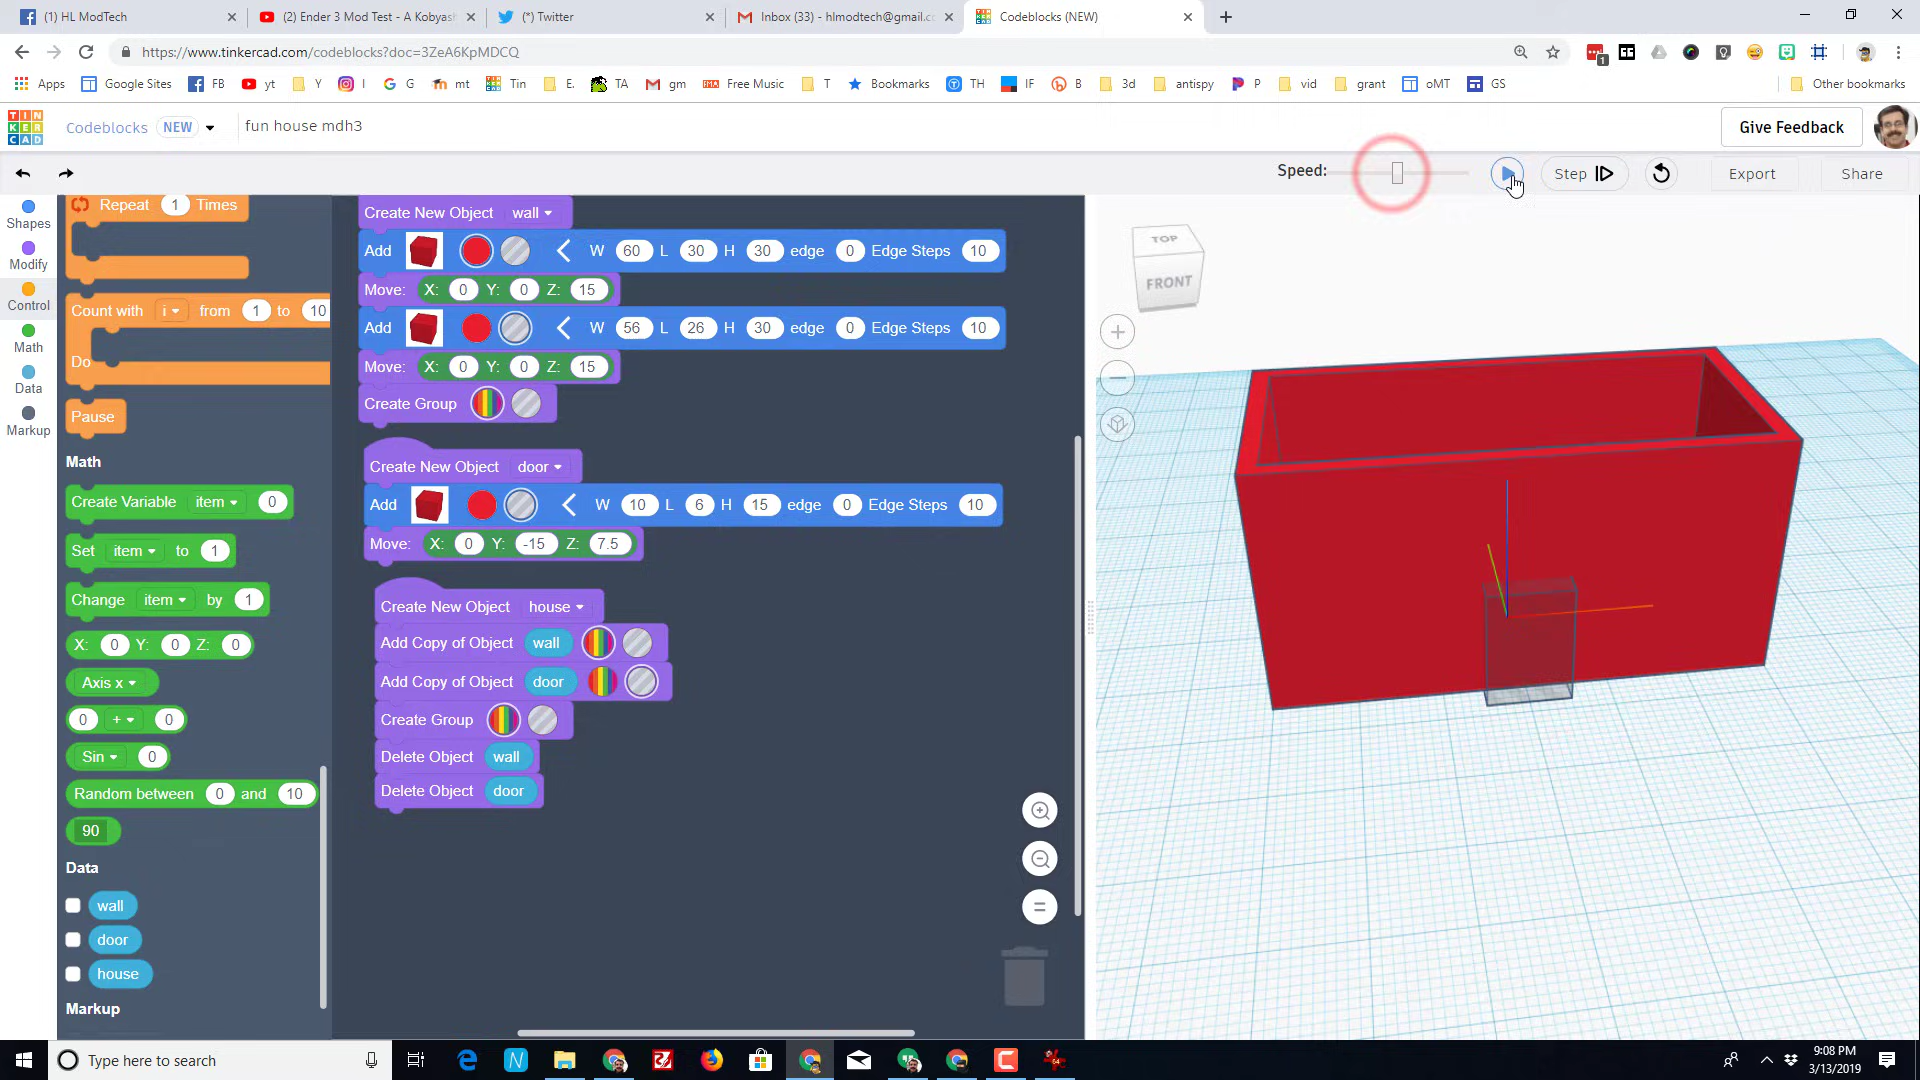 (1) HL ModTech
(2) Ender 3 Mod Test - A Kobyash
(*) Twitter
Inbox (33) - hlmodtech@gmail.c
Codeblocks (NEW)
https://www.tinkercad.com/codeblocks?doc=3ZeA6KpMDCQ
1
Apps Google Sites FB yt Y I G mt Tin E. TA gm Free Music T Bookmarks TH IF B 3d antispy P vid grant oMT GS Other bookmarks
TIN KER CAD
Codeblocks NEW
fun house mdh3
Give Feedback
Speed:
Step
Export
Share
Shapes
Modify
Control
Math
Data
Markup
Repeat 1 Times
Count with i from 1 to 10
Do
Pause
Math
Create Variable item 0
Set item to 1
Change item by 1
X: 0 Y: 0 Z: 0
Axis x
0 + 0
Sin 0
Random between 0 and 10
90
Data
wall
door
house
Markup
Create New Object wall
Add W 60 L 30 H 30 edge 0 Edge Steps 10
Move: X: 0 Y: 0 Z: 15
Add W 56 L 26 H 30 edge 0 Edge Steps 10
Move: X: 0 Y: 0 Z: 15
Create Group
Create New Object door
Add W 10 L 6 H 15 edge 0 Edge Steps 10
Move: X: 0 Y: -15 Z: 7.5
Create New Object house
Add Copy of Object wall
Add Copy of Object door
Create Group
Delete Object wall
Delete Object door
TOP
FRONT
Type here to search
9:08 PM
3/13/2019